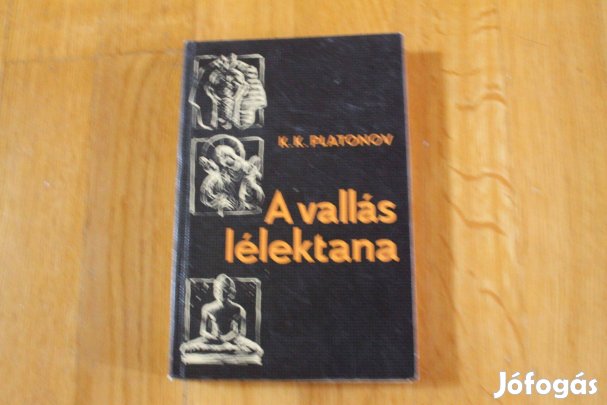 K. K. PLATONOV
A vallás
lélektana
Jófogás